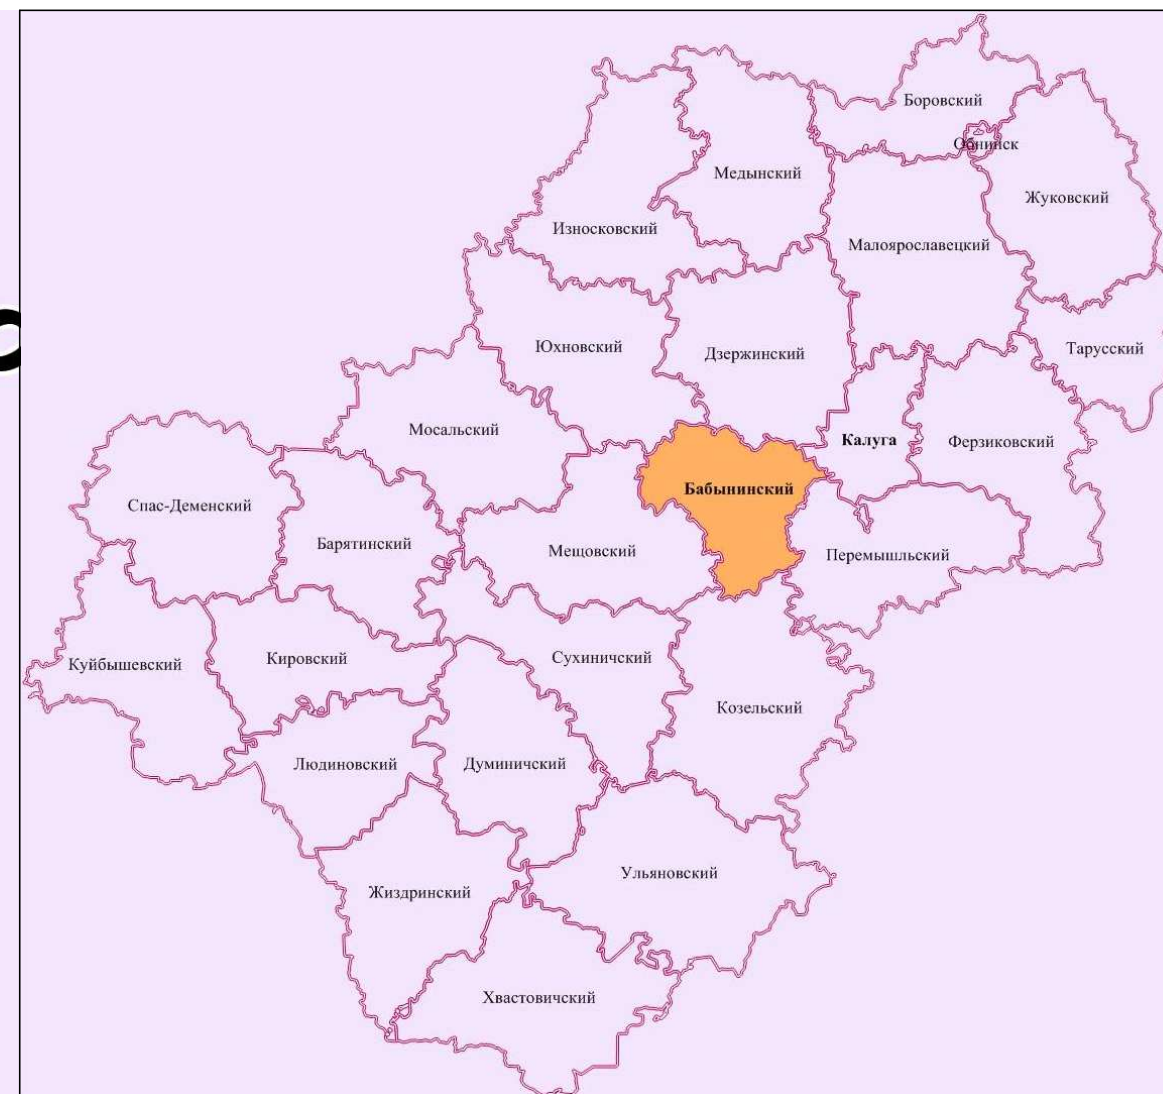 Боровский
Обнинск
Медынский
Жуковский
Износковский
Малоярославецкий
Юхновский
Дзержинский
Тарусский
Мосальский
Калуга
Ферзиковский
Бабынинский
Спас-Деменский
Барятинский
Мещовский
Перемышльский
Куйбышевский
Кировский
Сухиничский
Козельский
Людиновский
Думиничский
Ульяновский
Жиздринский
Хвастовичский